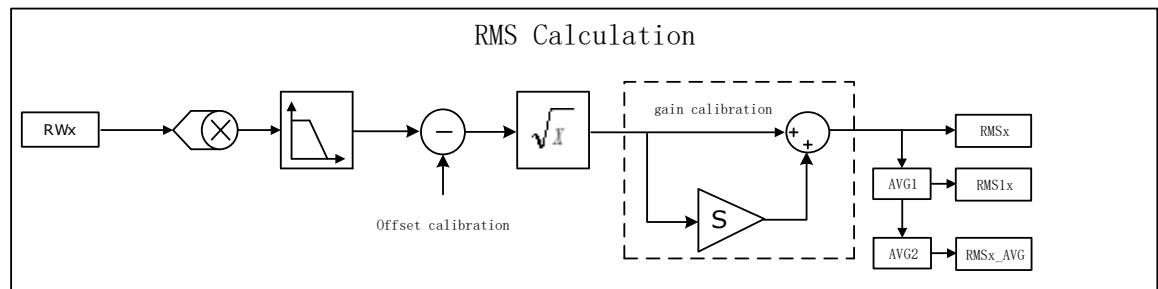 RMS Calculation
gain calibration
RWx
√X
+
+
−
RMSx
AVG1
RMS1x
S
Offset calibration
AVG2
RMSx_AVG